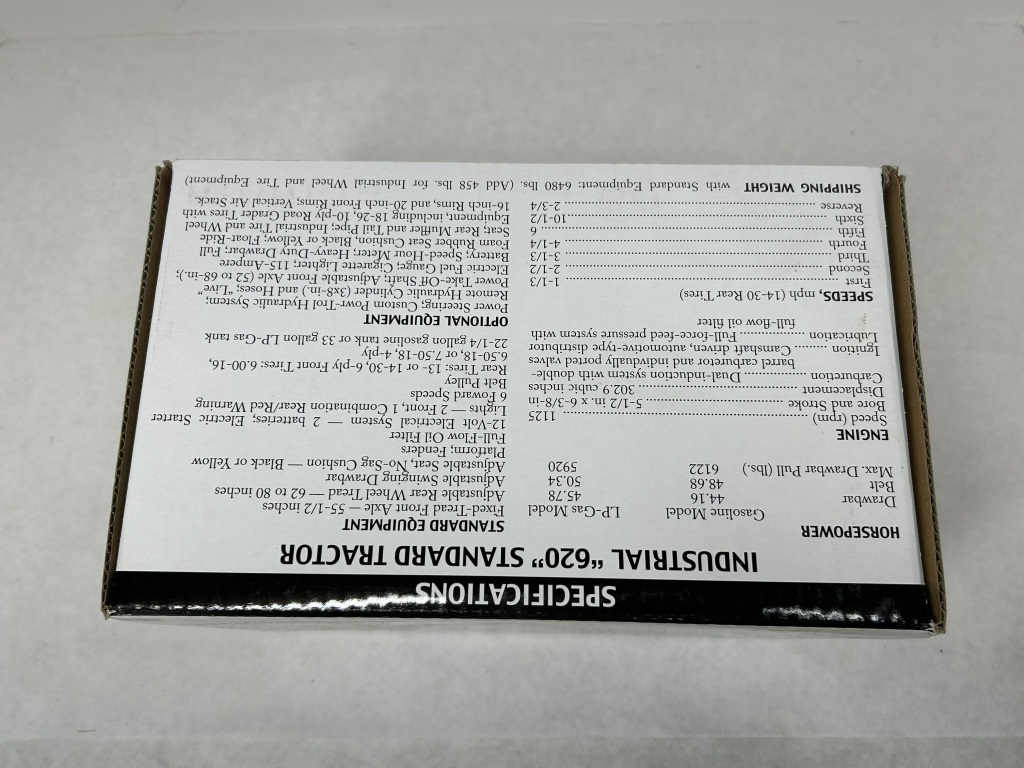 SPECIFICATIONS
INDUSTRIAL "620" STANDARD TRACTOR
HORSEPOWER
Gasoline Model LP-Gas Model
Drawbar 44.16 45.78
Belt 48.68 50.34
Max. Drawbar Pull (lbs.) 6122 5920
ENGINE
Speed (rpm) 1125
Bore and Stroke 5-1/2 in. x 6-3/8-in
Displacement 302.9 cubic inches
Carburetion Dual-induction system with double-
barrel carburetor and individually ported valves
Ignition Camshaft driven, automotive-type distributor
Lubrication Full-force-feed pressure system with
full-flow oil filter
SPEEDS, mph (14-30 Rear Tires)
First 1-1/3
Second 2-1/2
Third 3-1/3
Fourth 4-1/4
Fifth 6
Sixth 10-1/2
Reverse 2-3/4
STANDARD EQUIPMENT
Fixed-Tread Front Axle — 55-1/2 inches
Adjustable Rear Wheel Tread — 62 to 80 inches
Adjustable Swinging Drawbar
Adjustable Seat, No-Sag Cushion — Black or Yellow
Platform; Fenders
Full-Flow Oil Filter
12-Volt Electrical System — 2 batteries; Electric Starter
Lights — 2 Front, 1 Combination Rear/Red Warning
6 Foward Speeds
Belt Pulley
Rear Tires: 13- or 14-30, 6-ply Front Tires: 6.00-16,
6.50-18, or 7.50-18, 4-ply
22-1/4 gallon gasoline tank or 33 gallon LP-Gas tank
OPTIONAL EQUIPMENT
Power Steering; Custom Powr-Trol Hydraulic System;
Remote Hydraulic Cylinder (3x8-in.) and Hoses; "Live"
Power Take-Off Shaft; Adjustable Front Axle (52 to 68-in.);
Electric Fuel Gauge; Cigarette Lighter; 115-Ampere
Battery; Speed-Hour Meter; Heavy-Duty Drawbar; Full
Foam Rubber Seat Cushion, Black or Yellow; Float-Ride
Seat; Rear Muffler and Tail Pipe; Industrial Tire and Wheel
Equipment, including 18-26, 10-ply Road Grader Tires with
16-inch Rims, and 20-inch Front Rims; Vertical Air Stack.
SHIPPING WEIGHT with Standard Equipment: 6480 lbs. (Add 458 lbs. for Industrial Wheel and Tire Equipment)